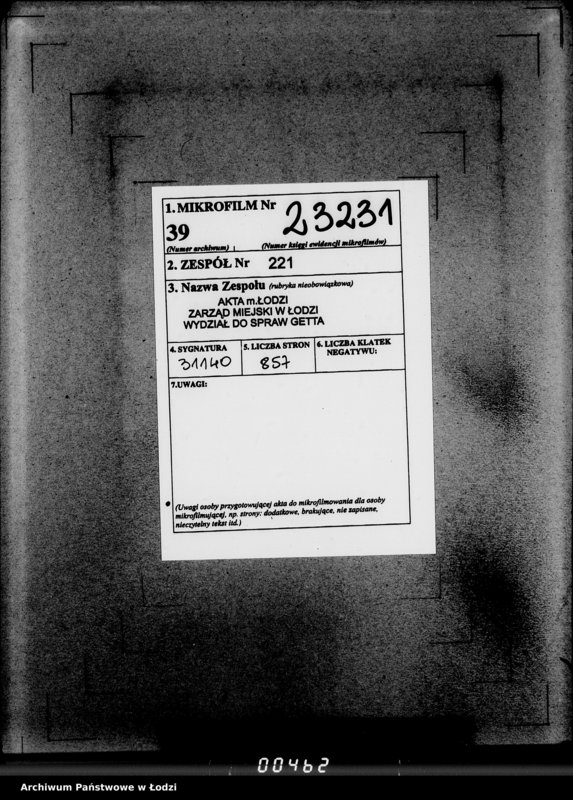 1. MIKROFILM Nr 23231
39
(Numer archiwum) (Numer księgi ewidencji mikrofilmów)
2. ZESPÓŁ Nr 221
3. Nazwa Zespołu (rubryka nieobowiązkowa)
AKTA m.ŁODZI
ZARZĄD MIEJSKI W ŁODZI
WYDZIAŁ DO SPRAW GETTA
4. SYGNATURA 5. LICZBA STRON 6. LICZBA KLATEK
NEGATYWU:
31140 857
7.UWAGI:
(Uwagi osoby przygotowującej akta do mikrofilmowania dla osoby
mikrofilmującej, np. strony: dodatkowe, brakujące, nie zapisane,
nieczytelny tekst itd.)
00462
Archiwum Państwowe w Łodzi